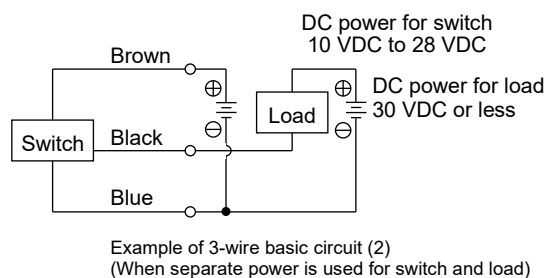 DC power for switch
10 VDC to 28 VDC
Brown
⊕
⊕
DC power for load
30 VDC or less
Load
⊖
⊖
Switch
Black
Blue
Example of 3-wire basic circuit (2)
(When separate power is used for switch and load)